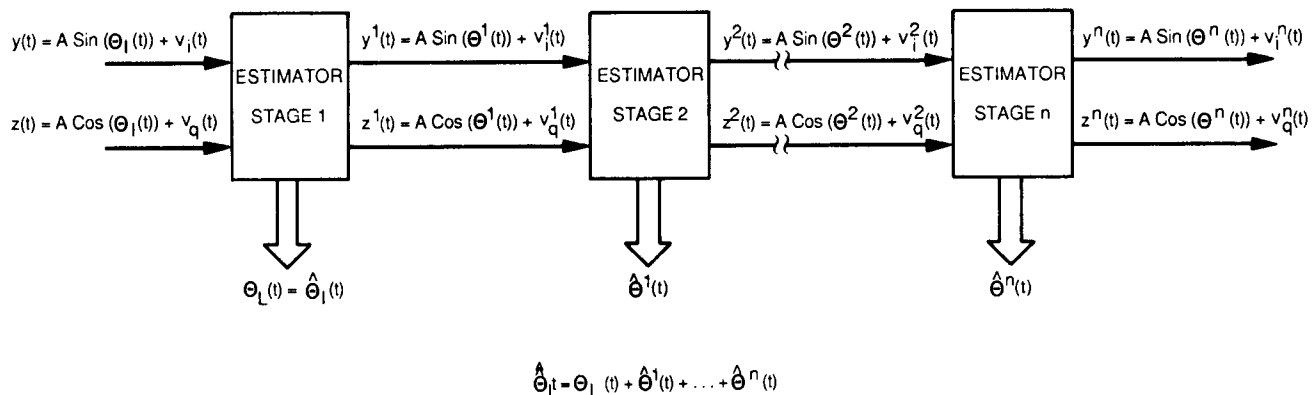 y(t) = A Sin (Θ_I(t)) + v_i(t)
z(t) = A Cos (Θ_I(t)) + v_q(t)
ESTIMATOR
STAGE 1
y^1(t) = A Sin (Θ^1(t)) + v_i^1(t)
z^1(t) = A Cos (Θ^1(t)) + v_q^1(t)
ESTIMATOR
STAGE 2
y^2(t) = A Sin (Θ^2(t)) + v_i^2(t)
z^2(t) = A Cos (Θ^2(t)) + v_q^2(t)
ESTIMATOR
STAGE n
y^n(t) = A Sin (Θ^n (t)) + v_i^n(t)
z^n(t) = A Cos (Θ^n (t)) + v_q^n(t)
Θ_L(t) = Θ̂_I(t)
Θ̂^1(t)
Θ̂^n(t)
Θ̂̂_I t = Θ_I (t) + Θ̂^1(t) + . . . + Θ̂^n (t)